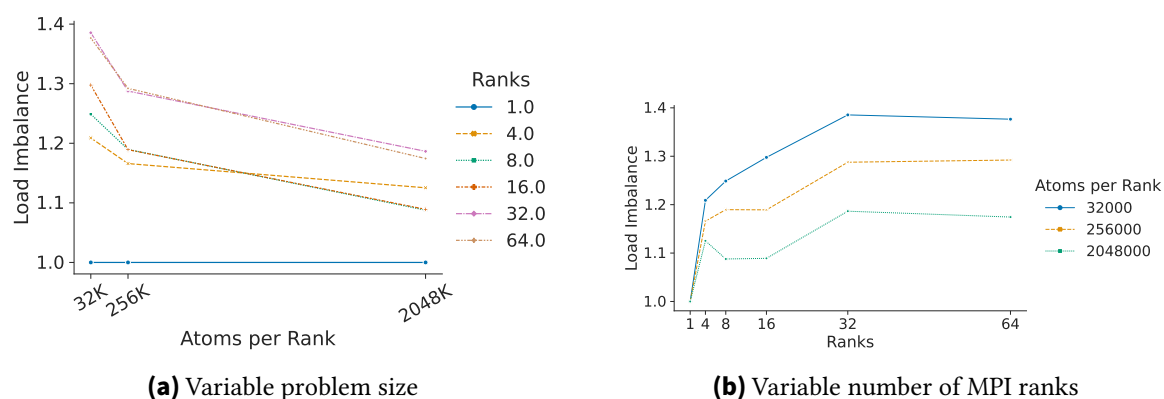 1.4
1.3
1.2
1.1
1.0
Load Imbalance
32K
256K
2048K
Atoms per Rank
Ranks
1.0
4.0
8.0
16.0
32.0
64.0
(a) Variable problem size
1.4
1.3
1.2
1.1
1.0
Load Imbalance
1 4 8 16 32 64
Ranks
Atoms per Rank
32000
256000
2048000
(b) Variable number of MPI ranks